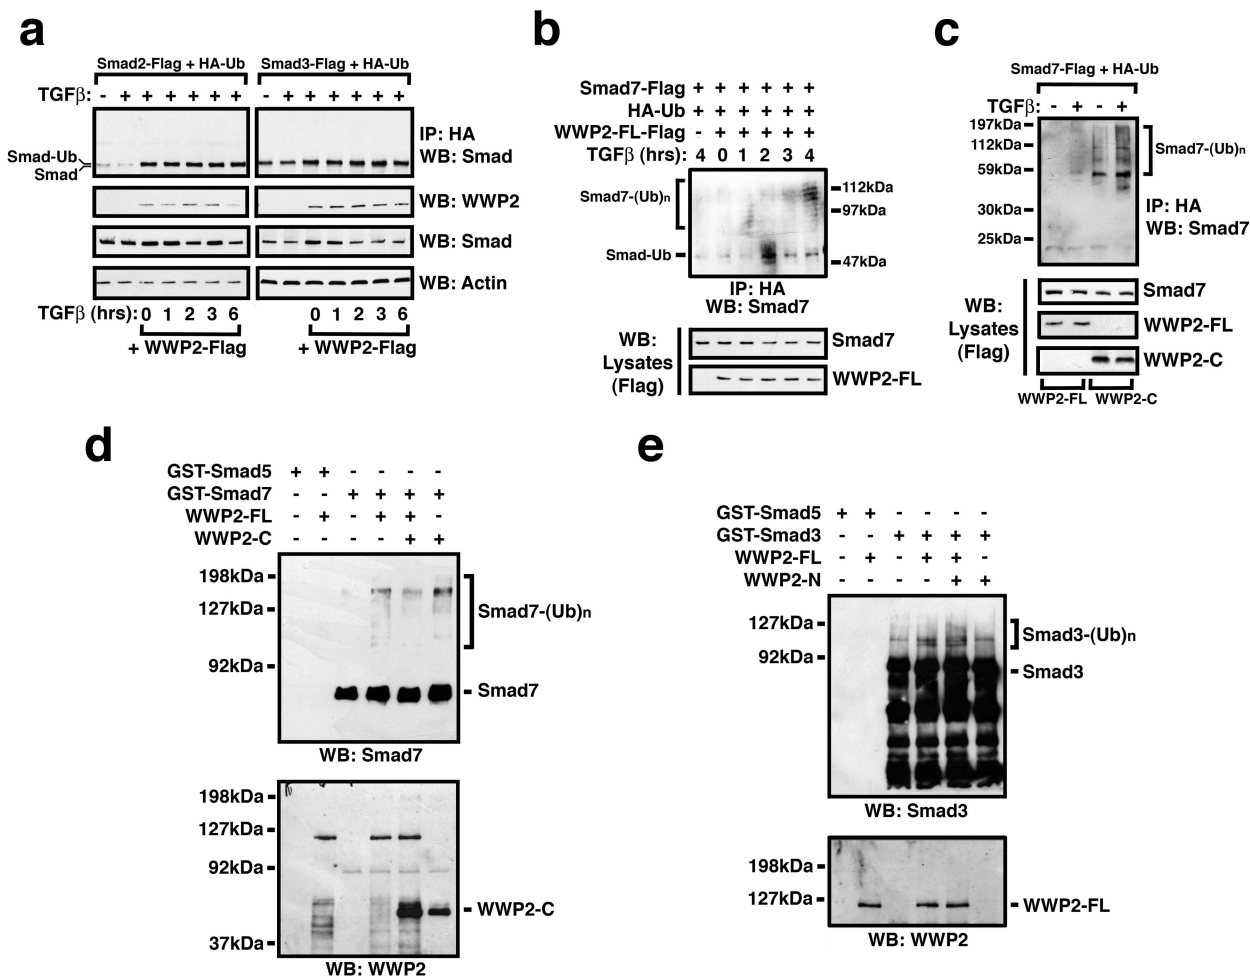 a
Smad2-Flag + HA-Ub
Smad3-Flag + HA-Ub
TGFβ: - + + + + + + - + + + + + +
Smad-Ub
Smad
IP: HA
WB: Smad
WB: WWP2
WB: Smad
WB: Actin
TGFβ (hrs): 0 1 2 3 6 0 1 2 3 6
+ WWP2-Flag
+ WWP2-Flag
b
Smad7-Flag + + + + + +
HA-Ub + + + + + +
WWP2-FL-Flag - + + + + +
TGFβ (hrs): 4 0 1 2 3 4
Smad7-(Ub)n
Smad-Ub
112kDa
97kDa
47kDa
IP: HA
WB: Smad7
WB:
Lysates
(Flag)
Smad7
WWP2-FL
c
Smad7-Flag + HA-Ub
TGFβ: - + - +
197kDa
112kDa
59kDa
30kDa
25kDa
Smad7-(Ub)n
IP: HA
WB: Smad7
WB:
Lysates
(Flag)
Smad7
WWP2-FL
WWP2-C
WWP2-FL WWP2-C
d
GST-Smad5 + + - - - -
GST-Smad7 - - + + + +
WWP2-FL - + - + + -
WWP2-C - - - - + +
198kDa
127kDa
92kDa
Smad7-(Ub)n
Smad7
WB: Smad7
198kDa
127kDa
92kDa
37kDa
WWP2-C
WB: WWP2
e
GST-Smad5 + + - - - -
GST-Smad3 - - + + + +
WWP2-FL - + - + + -
WWP2-N - - - - + +
127kDa
92kDa
Smad3-(Ub)n
Smad3
WB: Smad3
198kDa
127kDa
WWP2-FL
WB: WWP2